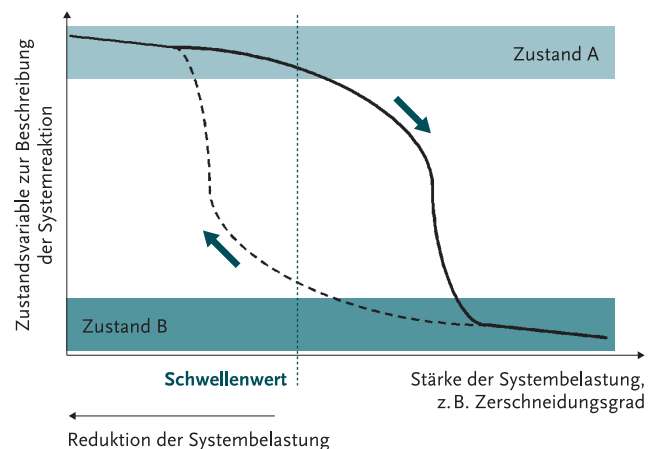 Zustandsvariable zur Beschreibung
der Systemreaktion
Zustand A
Zustand B
Schwellenwert
Stärke der Systembelastung,
z. B. Zerschneidungsgrad
Reduktion der Systembelastung